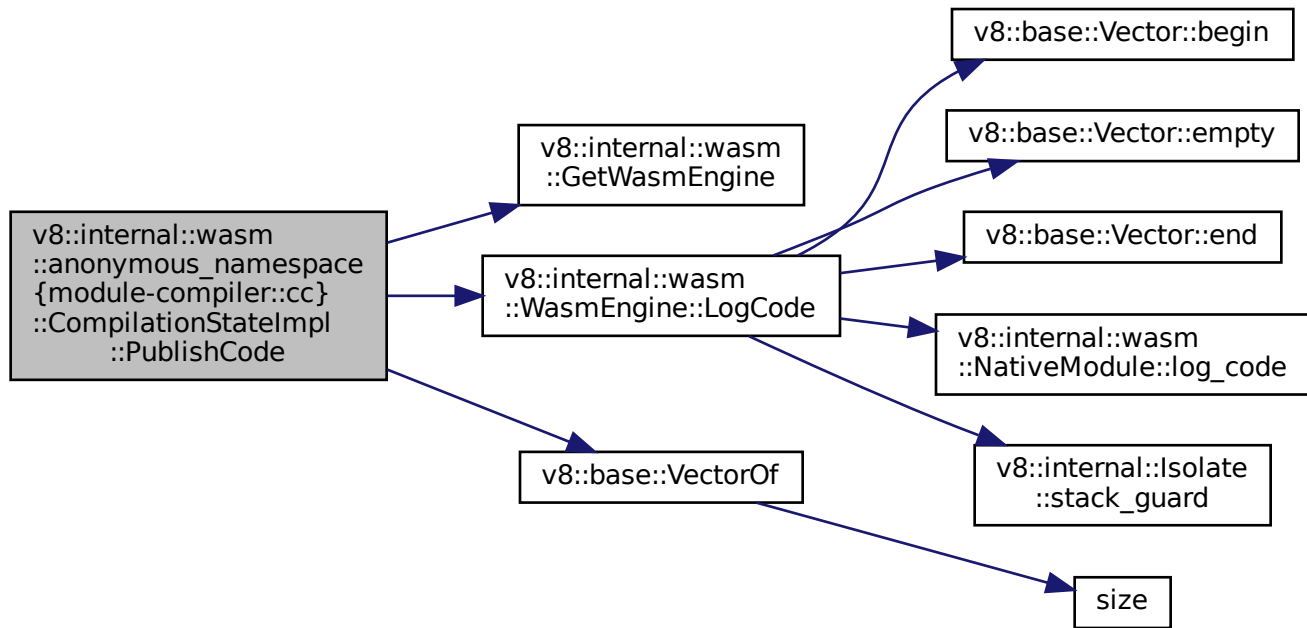 v8::internal::wasm
::anonymous_namespace
{module-compiler::cc}
::CompilationStateImpl
::PublishCode
v8::internal::wasm
::GetWasmEngine
v8::internal::wasm
::WasmEngine::LogCode
v8::base::VectorOf
v8::base::Vector::begin
v8::base::Vector::empty
v8::base::Vector::end
v8::internal::wasm
::NativeModule::log_code
v8::internal::Isolate
::stack_guard
size